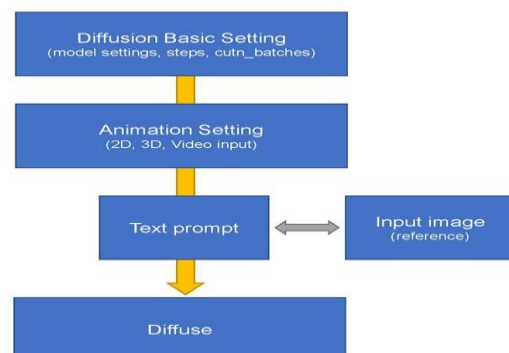 Diffusion Basic Setting
(model settings, steps, cutn_batches)
Animation Setting
(2D, 3D, Video input)
Text prompt
Input image
(reference)
Diffuse